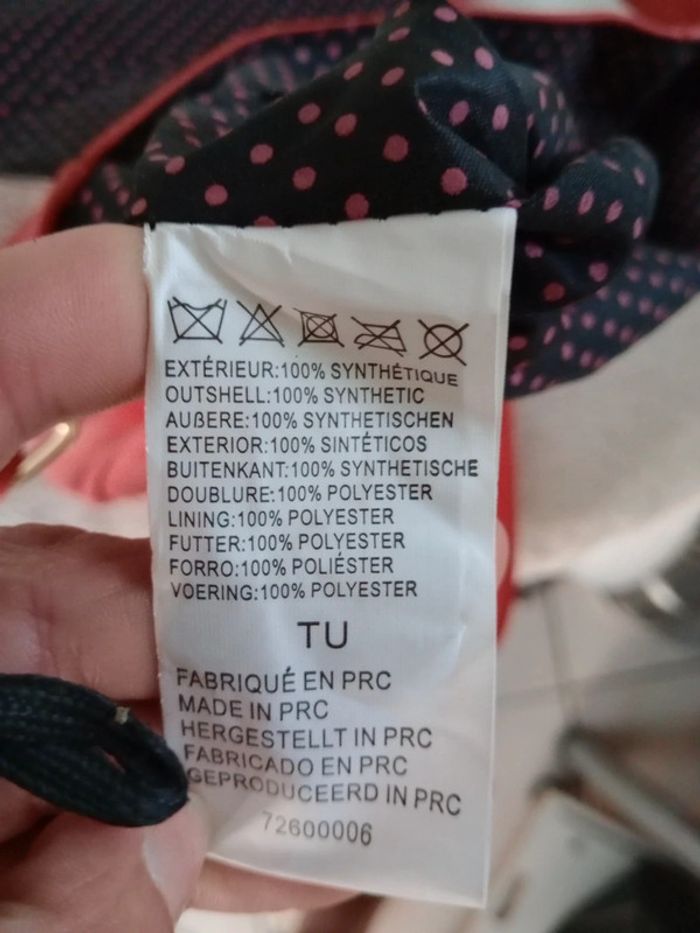 EXTÉRIEUR:100% SYNTHÉTIQUE
OUTSHELL:100% SYNTHETIC
AUßERE:100% SYNTHETISCHEN
EXTERIOR:100% SINTÉTICOS
BUITENKANT:100% SYNTHETISCHE
DOUBLURE:100% POLYESTER
LINING:100% POLYESTER
FUTTER:100% POLYESTER
FORRO:100% POLIÉSTER
VOERING:100% POLYESTER
TU
FABRIQUÉ EN PRC
MADE IN PRC
HERGESTELLT IN PRC
FABRICADO EN PRC
GEPRODUCEERD IN PRC
72600006